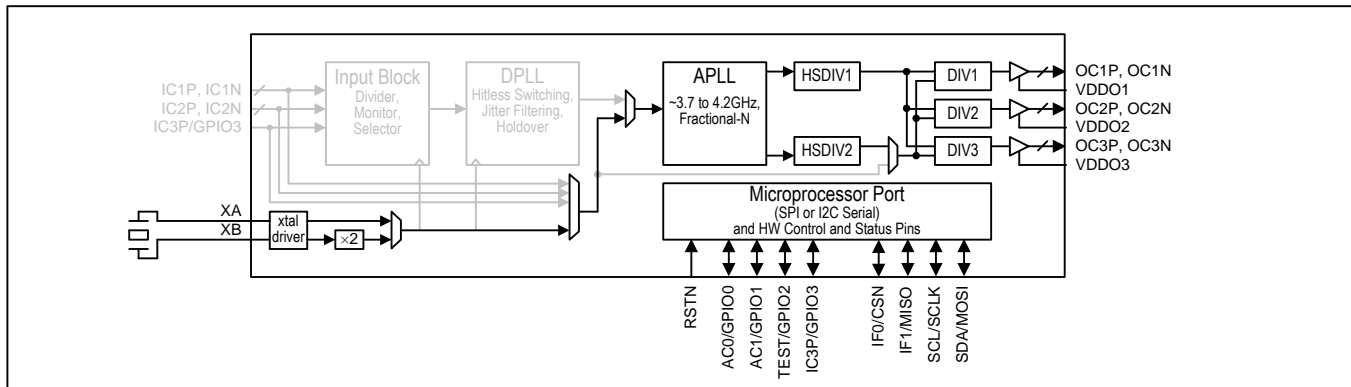 IC1P, IC1N
IC2P, IC2N
IC3P/GPIO3
Input Block
Divider,
Monitor,
Selector
DPLL
Hitless Switching,
Jitter Filtering,
Holdover
APLL
~3.7 to 4.2GHz,
Fractional-N
HSDIV1
HSDIV2
DIV1
DIV2
DIV3
OC1P, OC1N
VDDO1
OC2P, OC2N
VDDO2
OC3P, OC3N
VDDO3
XA
XB
xtal
driver
×2
Microprocessor Port
(SPI or I2C Serial)
and HW Control and Status Pins
RSTN
AC0/GPIO0
AC1/GPIO1
TEST/GPIO2
IC3P/GPIO3
IF0/CSN
IF1/MISO
SCL/SCLK
SDA/MOSI